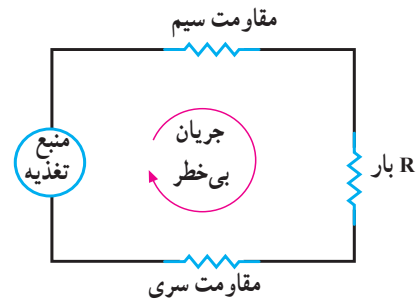 مقاومت سیم
جریان
بی‌خطر
منبع
تغذیه
بار R
مقاومت سری